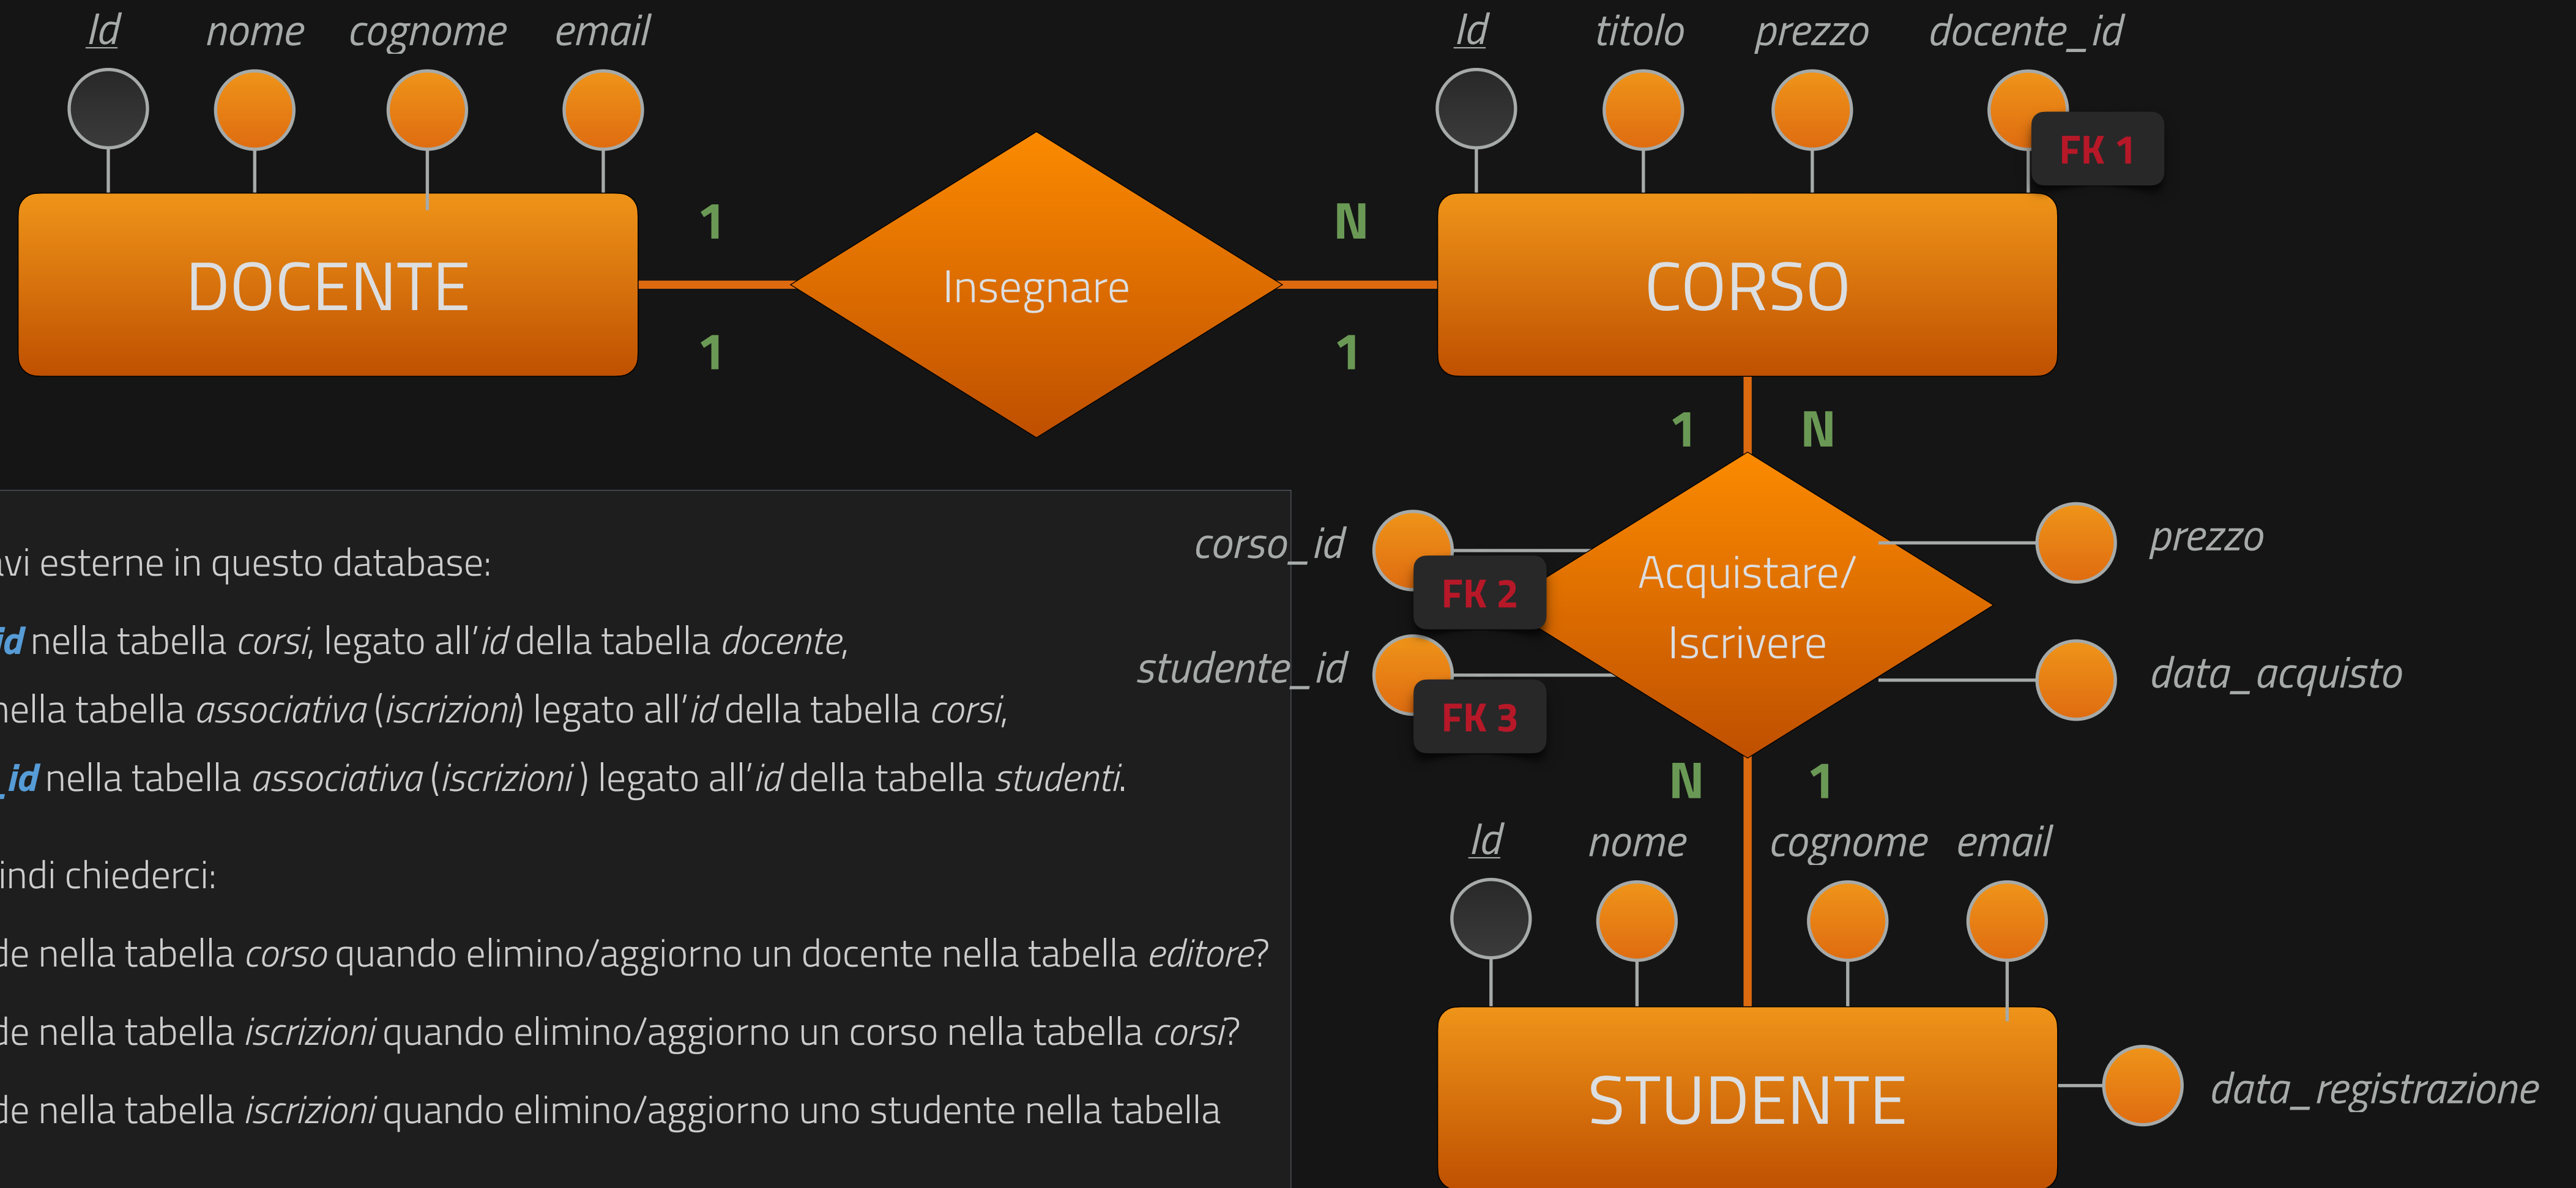 Id nome cognome email
Id titolo prezzo docente_id
FK 1
1 N
DOCENTE Insegnare CORSO
1 1
1 N
corso_id
FK 2
studente_id
FK 3
Acquistare/
Iscrivere
prezzo
data_acquisto
N 1
Id nome cognome email
STUDENTE
data_registrazione
vi esterne in questo database:
id nella tabella corsi, legato all'id della tabella docente,
nella tabella associativa (iscrizioni) legato all'id della tabella corsi,
_id nella tabella associativa (iscrizioni ) legato all'id della tabella studenti.
indi chiederci:
de nella tabella corso quando elimino/aggiorno un docente nella tabella editore?
de nella tabella iscrizioni quando elimino/aggiorno un corso nella tabella corsi?
de nella tabella iscrizioni quando elimino/aggiorno uno studente nella tabella